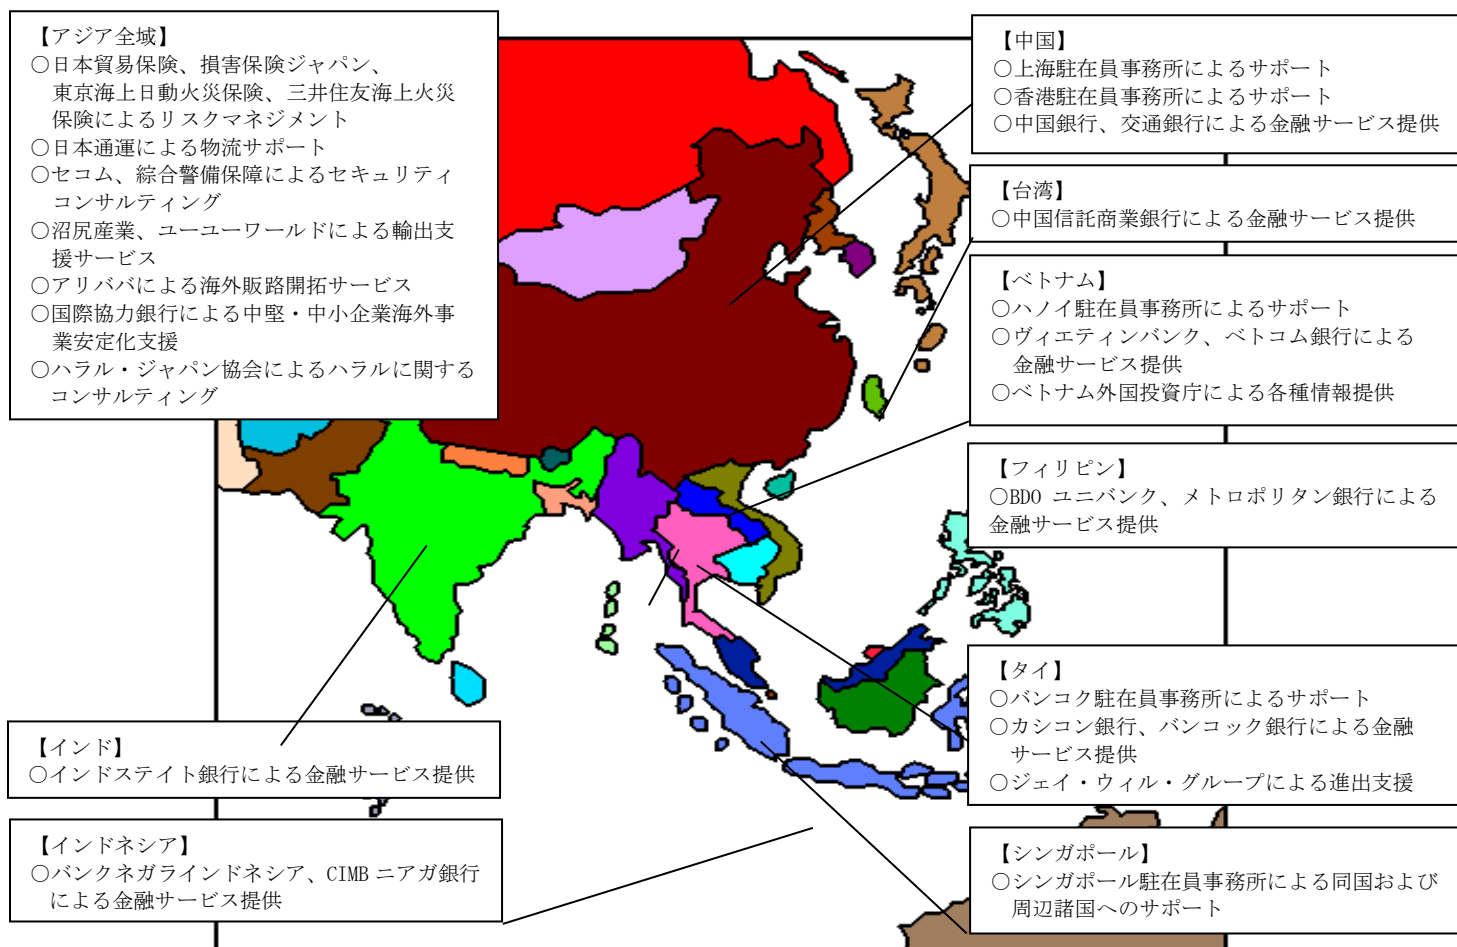 【アジア全域】
○日本貿易保険、損害保険ジャパン、
東京海上日動火災保険、三井住友海上火災
保険によるリスクマネジメント
○日本通運による物流サポート
○セコム、綜合警備保障によるセキュリティ
コンサルティング
○沼尻産業、ユーユーワールドによる輸出支
援サービス
○アリババによる海外販路開拓サービス
○国際協力銀行による中堅・中小企業海外事
業安定化支援
○ハラル・ジャパン協会によるハラルに関する
コンサルティング
【インド】
○インドステイト銀行による金融サービス提供
【インドネシア】
○バンクネガラインドネシア、CIMB ニアガ銀行
による金融サービス提供
【中国】
○上海駐在員事務所によるサポート
○香港駐在員事務所によるサポート
○中国銀行、交通銀行による金融サービス提供
【台湾】
○中国信託商業銀行による金融サービス提供
【ベトナム】
○ハノイ駐在員事務所によるサポート
○ヴィエティンバンク、ベトコム銀行による
金融サービス提供
○ベトナム外国投資庁による各種情報提供
【フィリピン】
○BDO ユニバンク、メトロポリタン銀行による
金融サービス提供
【タイ】
○バンコク駐在員事務所によるサポート
○カシコン銀行、バンコック銀行による金融
サービス提供
○ジェイ・ウィル・グループによる進出支援
【シンガポール】
○シンガポール駐在員事務所による同国および
周辺諸国へのサポート